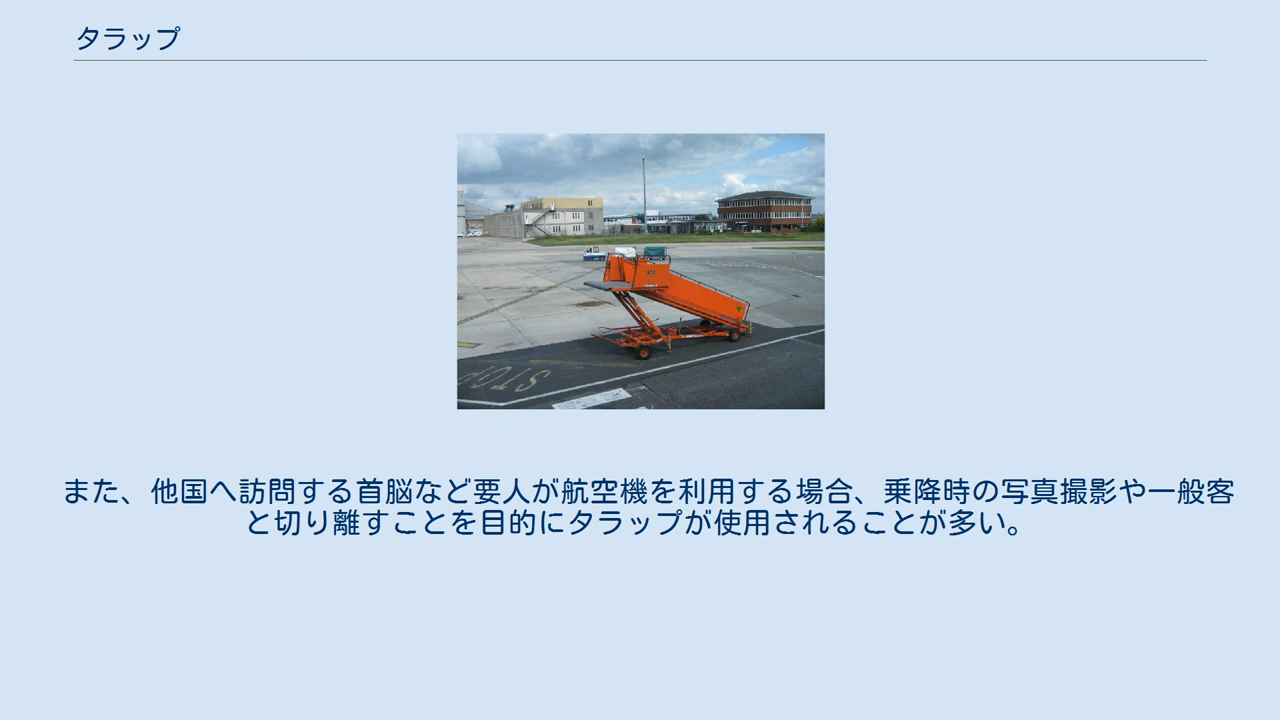 タラップ
STOP
また、他国へ訪問する首脳など要人が航空機を利用する場合、乗降時の写真撮影や一般客
と切り離すことを目的にタラップが使用されることが多い。